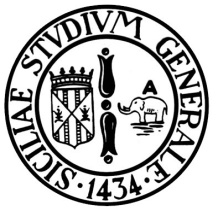 SICILIAE STVDIVM GENERALE
· 1434 ·
A